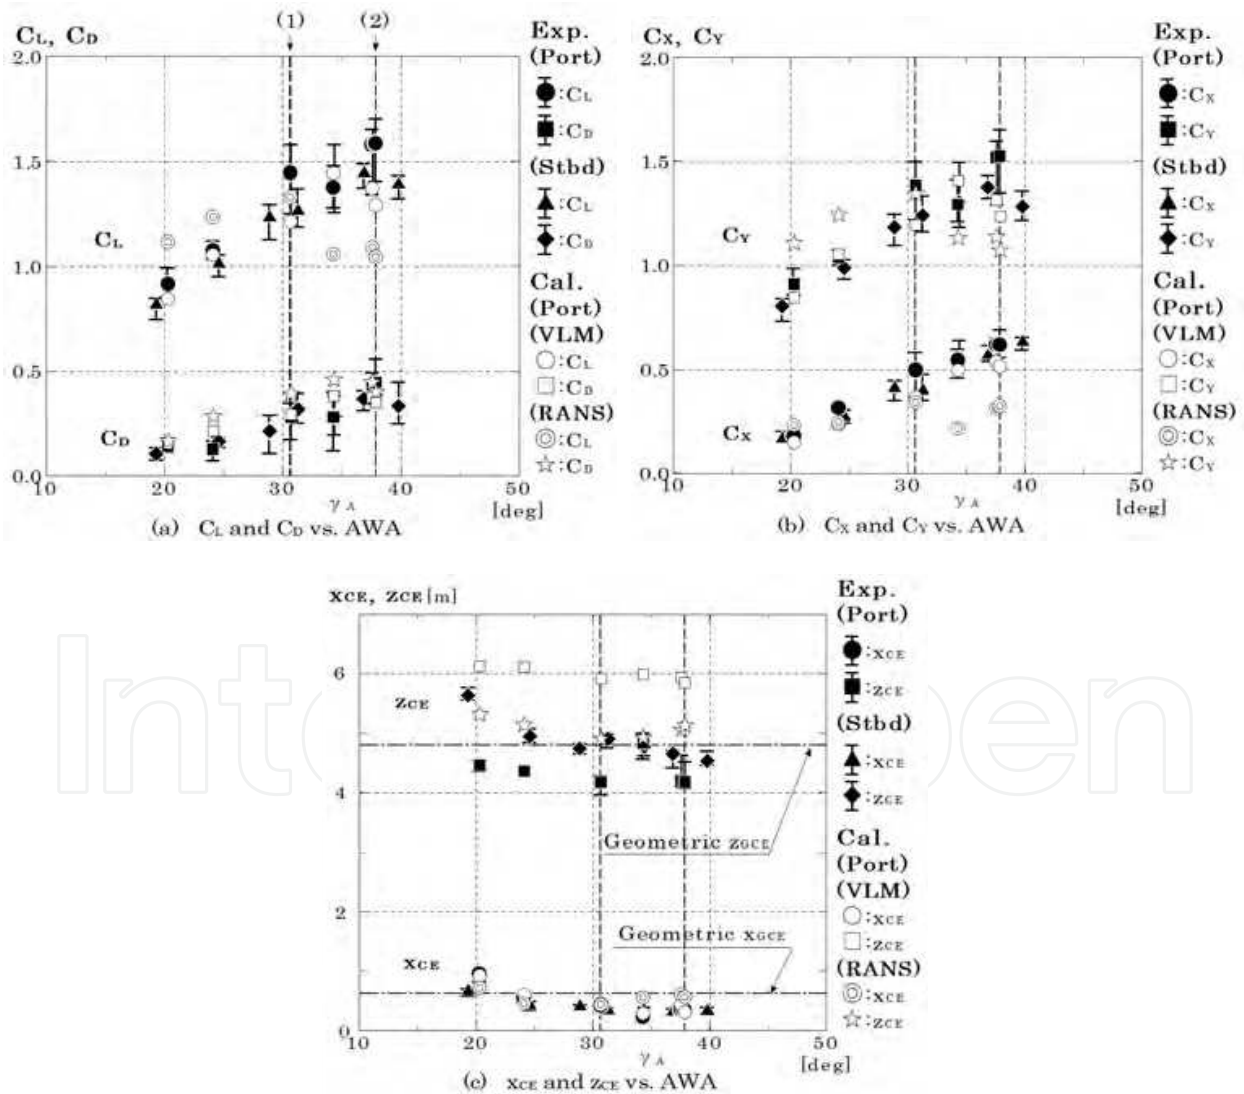 (1) (2)
CL, CD
2.0
1.5
1.0
0.5
0.0
CL
CD
10 20 30 40 50
γA
[deg]
(a) CL and CD vs. AWA
Exp.
(Port)
:CL
:CD
(Stbd)
:CL
:CD
Cal.
(Port)
(VLM)
:CL
:CD
(RANS)
:CL
:CD
CX, CY
2.0
1.5
1.0
0.5
0.0
CY
CX
10 20 30 40 50
γA
[deg]
(b) CX and CY vs. AWA
Exp.
(Port)
:CX
:CY
(Stbd)
:CX
:CY
Cal.
(Port)
(VLM)
:CX
:CY
(RANS)
:CX
:CY
XCE, ZCE[m]
6
4
2
0
ZCE
Geometric ZGCE
Geometric XGCE
XCE
10 20 30 40 50
γA
[deg]
(c) XCE and ZCE vs. AWA
Exp.
(Port)
:XCE
:ZCE
(Stbd)
:XCE
:ZCE
Cal.
(Port)
(VLM)
:XCE
:ZCE
(RANS)
:XCE
:ZCE